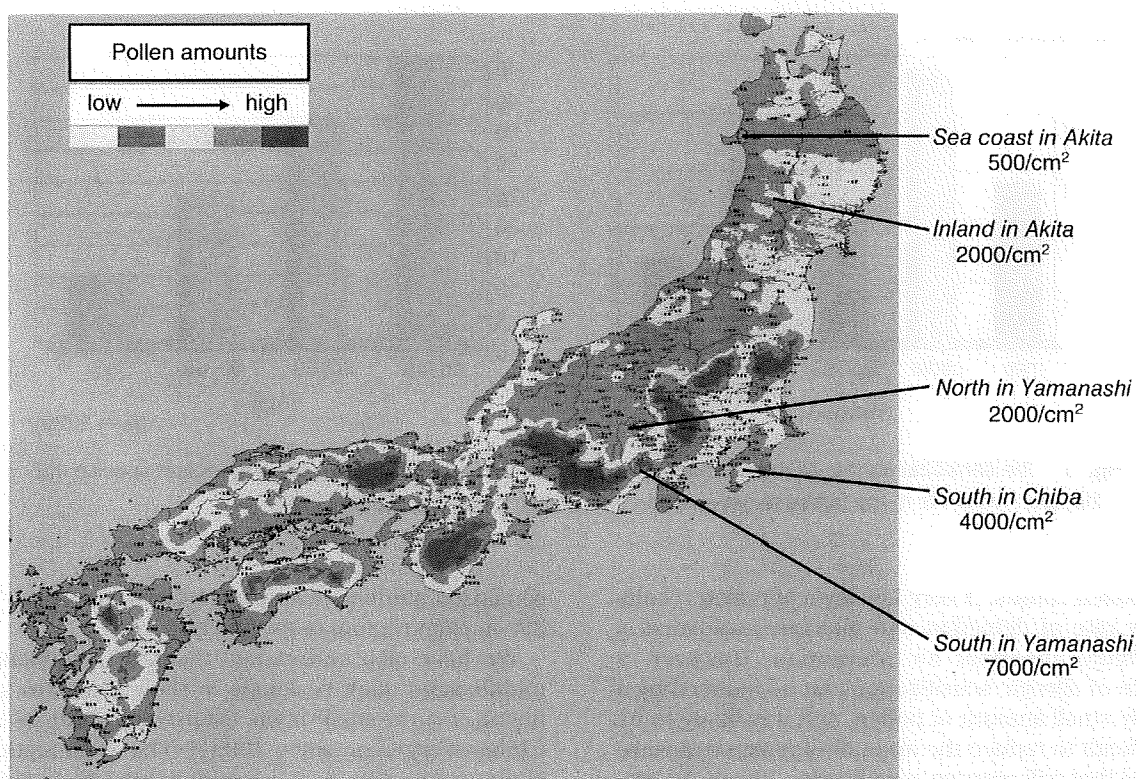 Pollen amounts
low → high
Sea coast in Akita
500/cm²
Inland in Akita
2000/cm²
North in Yamanashi
2000/cm²
South in Chiba
4000/cm²
South in Yamanashi
7000/cm²